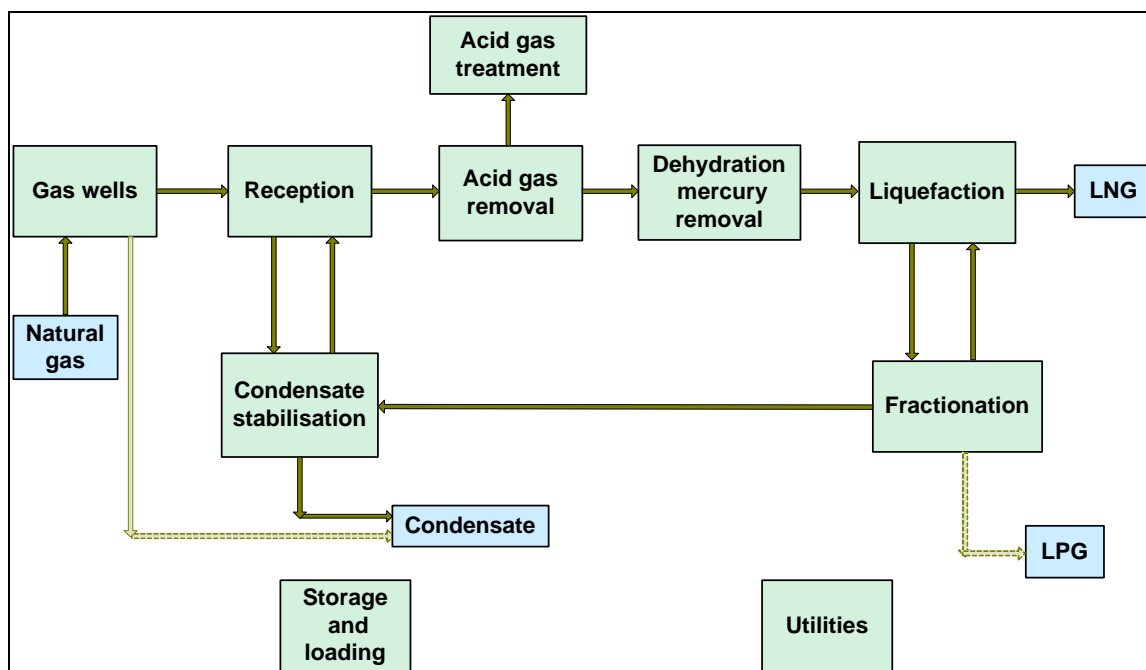 Acid gas
treatment
Gas wells
Reception
Acid gas
removal
Dehydration
mercury
removal
Liquefaction
LNG
Natural
gas
Condensate
stabilisation
Fractionation
Condensate
LPG
Storage
and
loading
Utilities